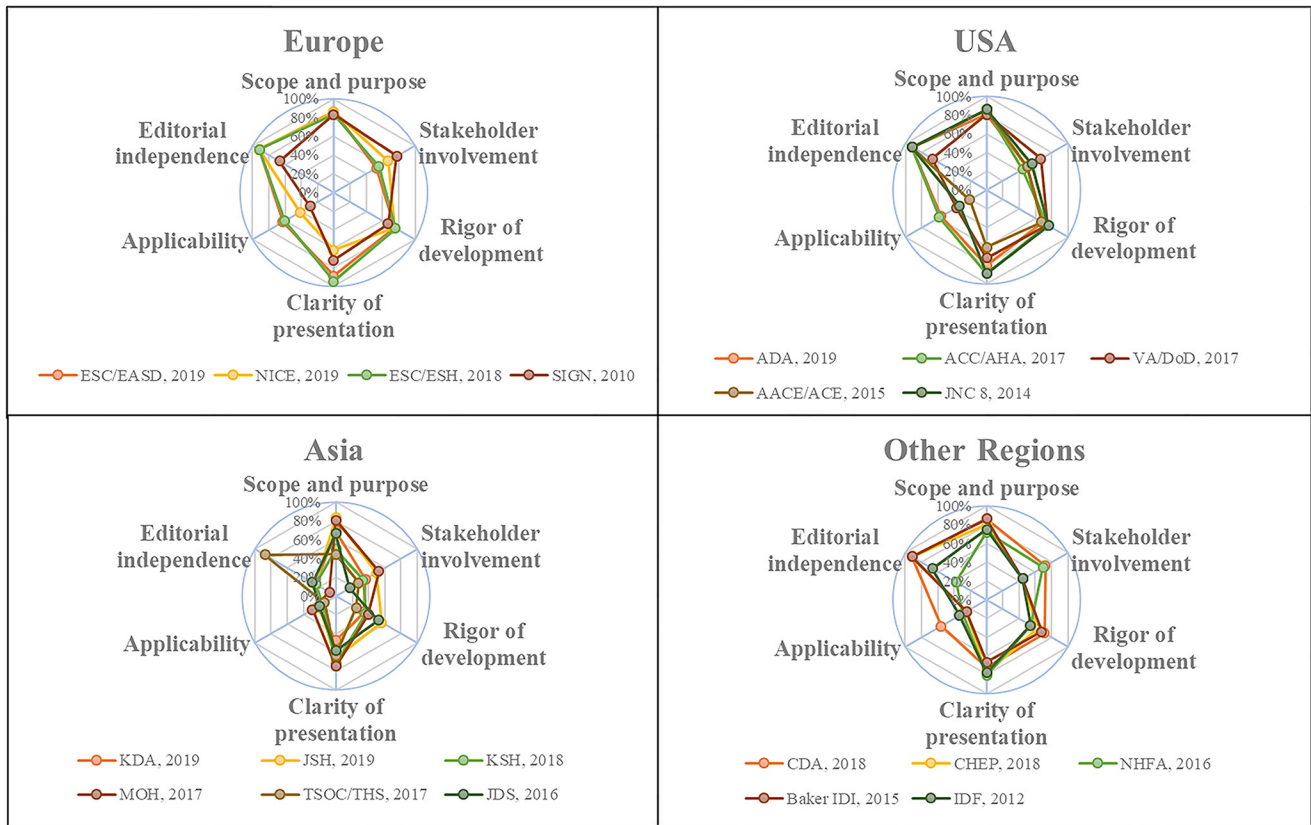 Europe
Scope and purpose
100%
80%
60%
40%
20%
0%
Stakeholder
involvement
Rigor of
development
Clarity of
presentation
Applicability
Editorial
independence
ESC/EASD, 2019
NICE, 2019
ESC/ESH, 2018
SIGN, 2010
USA
Scope and purpose
100%
80%
60%
40%
20%
0%
Stakeholder
involvement
Rigor of
development
Clarity of
presentation
Applicability
Editorial
independence
ADA, 2019
ACC/AHA, 2017
VA/DoD, 2017
AACE/ACE, 2015
JNC 8, 2014
Asia
Scope and purpose
100%
80%
60%
40%
20%
0%
Stakeholder
involvement
Rigor of
development
Clarity of
presentation
Applicability
Editorial
independence
KDA, 2019
JSH, 2019
KSH, 2018
MOH, 2017
TSOC/THS, 2017
JDS, 2016
Other Regions
Scope and purpose
100%
80%
60%
40%
20%
0%
Stakeholder
involvement
Rigor of
development
Clarity of
presentation
Applicability
Editorial
independence
CDA, 2018
CHEP, 2018
NHFA, 2016
Baker IDI, 2015
IDF, 2012